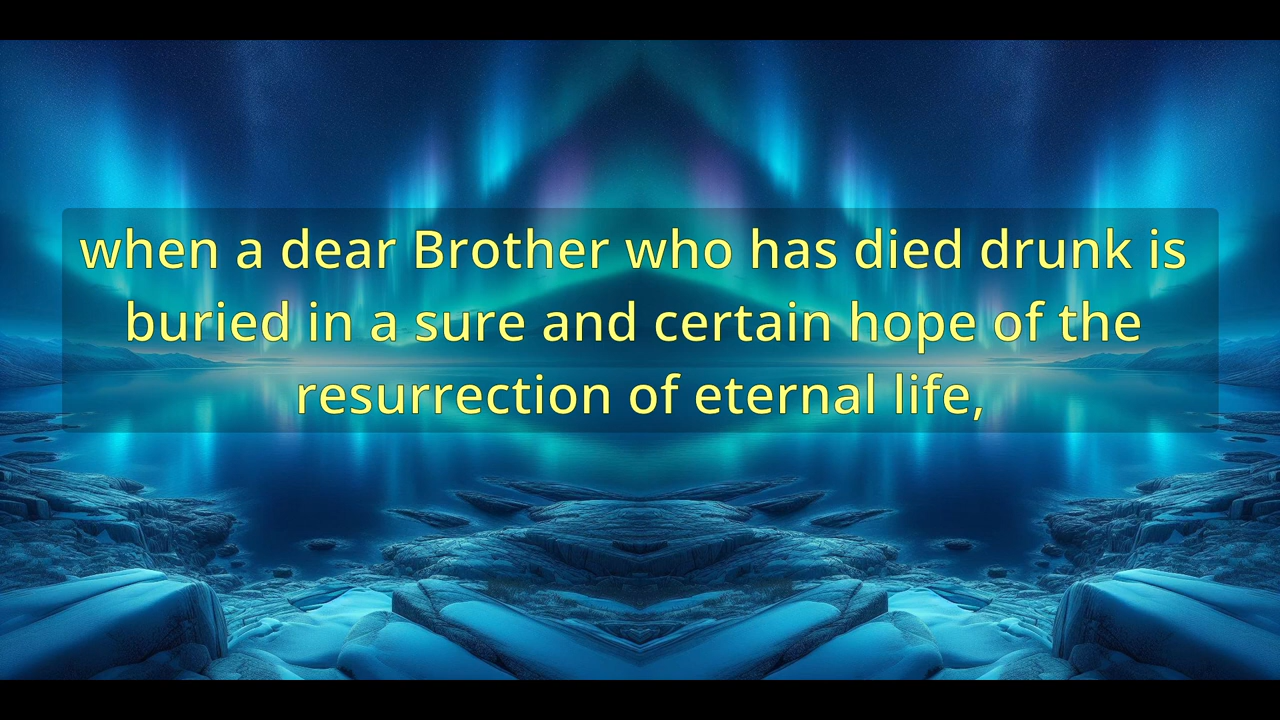 when a dear Brother who has died drunk is
buried in a sure and certain hope of the
resurrection of eternal life,